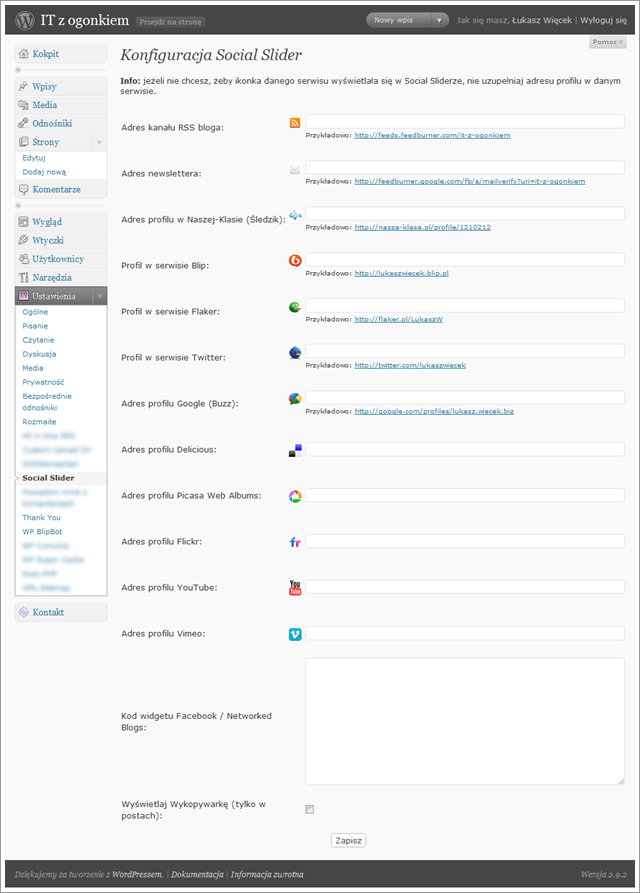 IT z ogonkiem Przejdź na stronę
Nowy wpis
Jak się masz, Łukasz Więcek | Wyloguj się
Pomoc
Kokpit
Wpisy
Media
Odnośniki
Strony
Edytuj
Dodaj nową
Komentarze
Wygląd
Wtyczki
Użytkownicy
Narzędzia
Ustawienia
Ogólne
Pisanie
Czytanie
Dyskusja
Media
Prywatność
Bezpośrednie
odnośniki
Rozmaite
Social Slider
Thank You
WP BlipBot
Kontakt
Konfiguracja Social Slider
Info: jeżeli nie chcesz, żeby ikonka danego serwisu wyświetlała się w Social Sliderze, nie uzupełniaj adresu profilu w danym
serwisie.
Adres kanału RSS bloga:
Przykładowo: http://feeds.feedburner.com/it-z-ogonkiem
Adres newslettera:
Przykładowo: http://feedburner.google.com/fb/a/mailverify?uri=it-z-ogonkiem
Adres profilu w Naszej-Klasie (Śledzik):
Przykładowo: http://nasza-klasa.pl/profile/1210212
Profil w serwisie Blip:
Przykładowo: http://lukaszwiecek.blip.pl
Profil w serwisie Flaker:
Przykładowo: http://flaker.pl/LukaszW
Profil w serwisie Twitter:
Przykładowo: http://twitter.com/lukaszwiecek
Adres profilu Google (Buzz):
Przykładowo: http://google.com/profiles/lukasz.wiecek.biz
Adres profilu Delicious:
Adres profilu Picasa Web Albums:
Adres profilu Flickr:
fr
Adres profilu YouTube:
You
Tube
Adres profilu Vimeo:
Kod widgetu Facebook / Networked
Blogs:
Wyświetlaj Wykopywarkę (tylko w
postach):
Zapisz
Dziękujemy za tworzenie z WordPressem. | Dokumentacja | Informacja zwrotna
Wersja 2.9.2